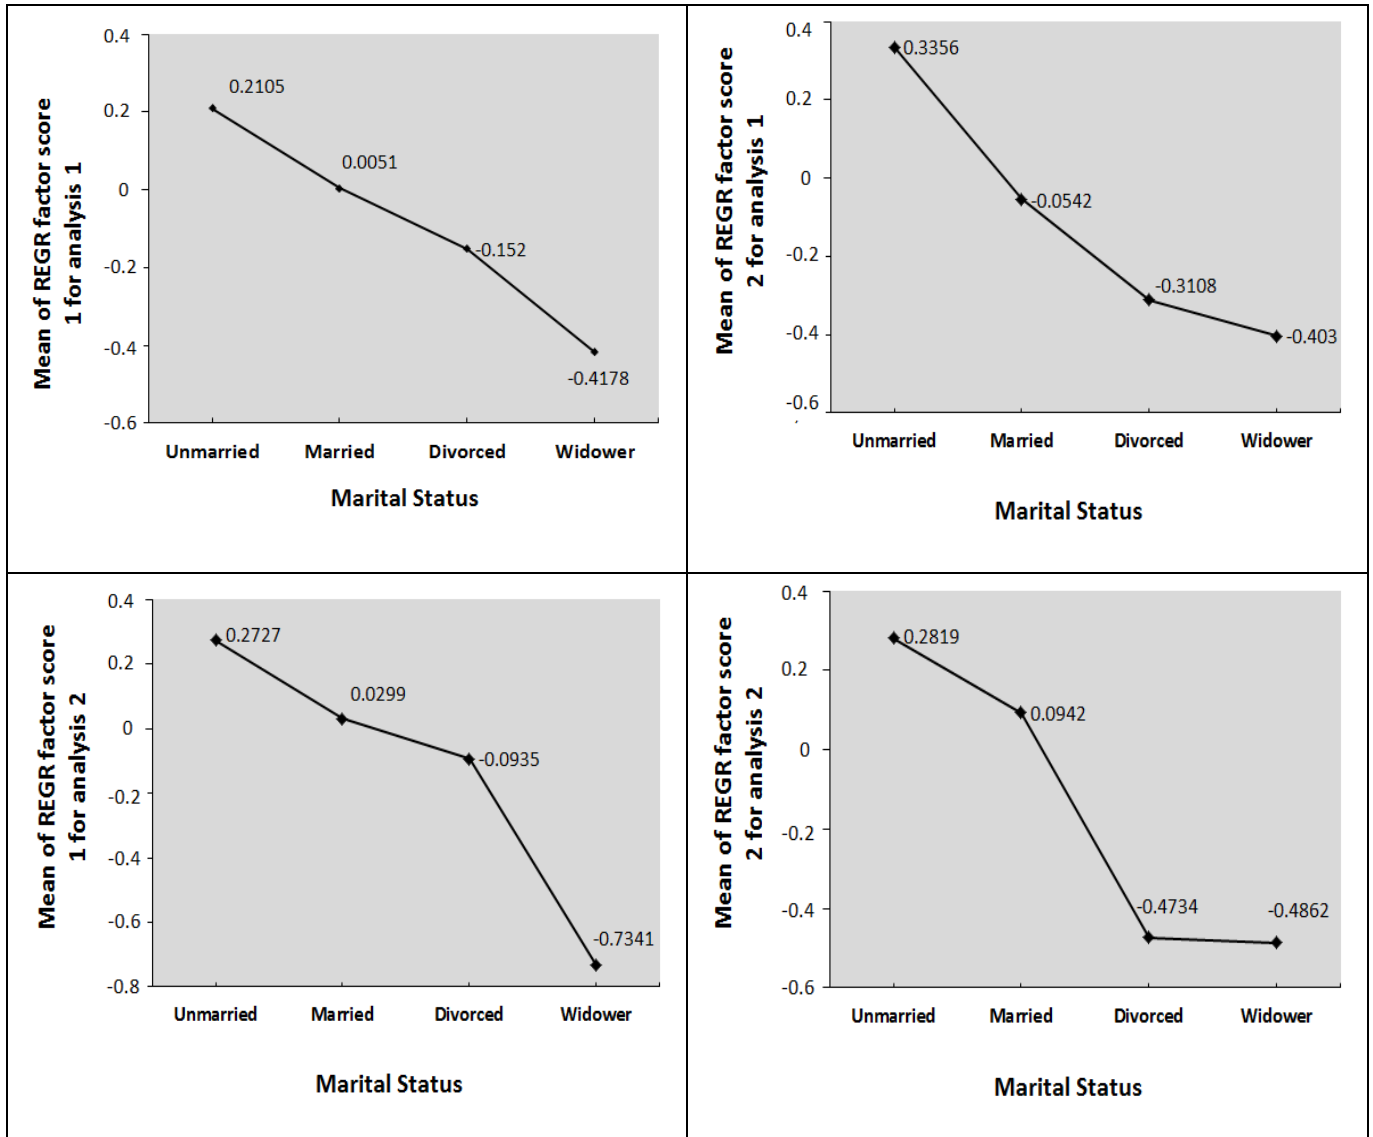 Mean of REGR factor score
1 for analysis 1
0.4
0.2
0
-0.2
-0.4
-0.6
0.2105
0.0051
-0.152
-0.4178
Unmarried Married Divorced Widower
Marital Status
Mean of REGR factor score
2 for analysis 1
0.4
0.2
0
-0.2
-0.4
-0.6
0.3356
-0.0542
-0.3108
-0.403
Unmarried Married Divorced Widower
Marital Status
Mean of REGR factor score
1 for analysis 2
0.4
0.2
0
-0.2
-0.4
-0.6
-0.8
0.2727
0.0299
-0.0935
-0.7341
Unmarried Married Divorced Widower
Marital Status
Mean of REGR factor score
2 for analysis 2
0.4
0.2
0
-0.2
-0.4
-0.6
0.2819
0.0942
-0.4734
-0.4862
Unmarried Married Divorced Widower
Marital Status